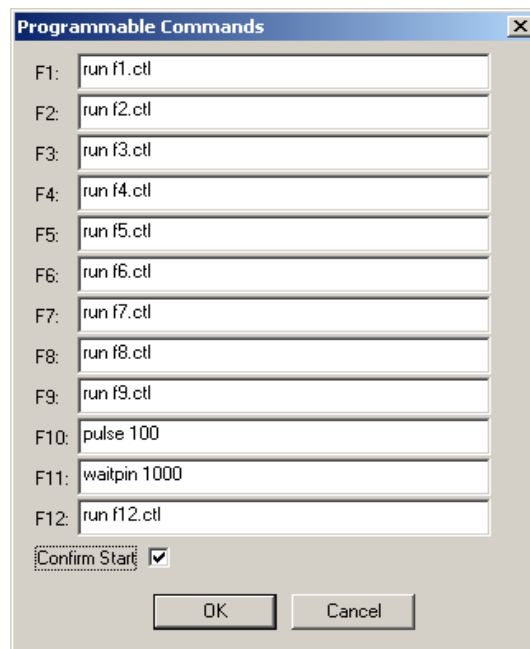 Programmable Commands
F1: run f1.ctl
F2: run f2.ctl
F3: run f3.ctl
F4: run f4.ctl
F5: run f5.ctl
F6: run f6.ctl
F7: run f7.ctl
F8: run f8.ctl
F9: run f9.ctl
F10: pulse 100
F11: waitpin 1000
F12: run f12.ctl
Confirm Start
OK Cancel